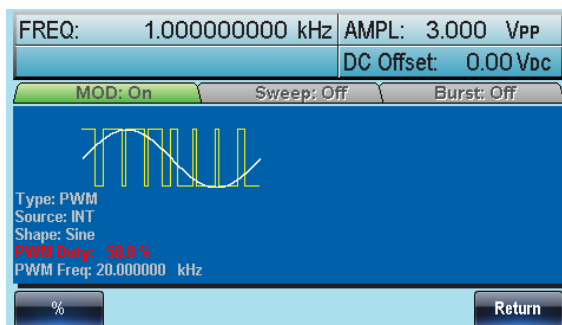 FREQ: 1.000000000 kHz AMPL: 3.000 VPP
DC Offset: 0.00 VDC
MOD: On Sweep: Off Burst: Off
Type: PWM
Source: INT
Shape: Sine
PWM Duty: 50.0 %
PWM Freq: 20.000000 kHz
% Return